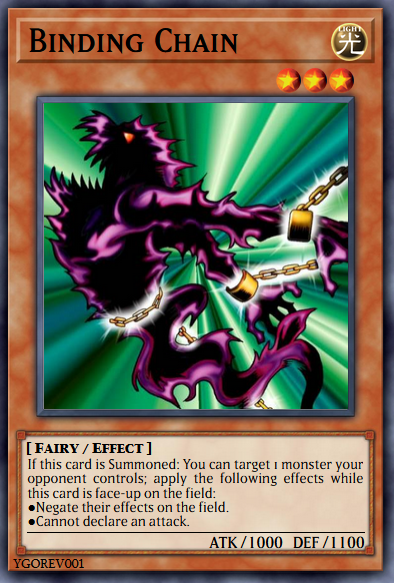 BINDING CHAIN
LIGHT
光
[ FAIRY / EFFECT ]
If this card is Summoned: You can target 1 monster your
opponent controls; apply the following effects while
this card is face-up on the field:
●Negate their effects on the field.
●Cannot declare an attack.
ATK / 1000 DEF / 1100
YGOREV001